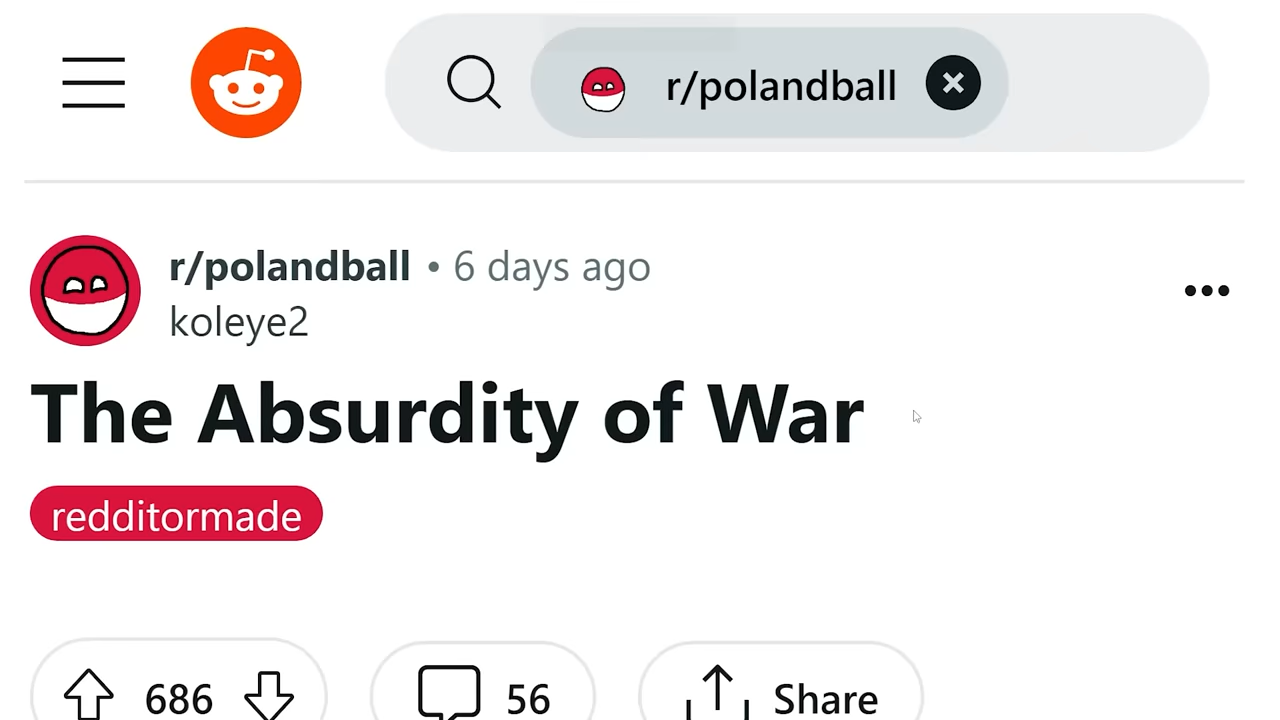 r/polandball
r/polandball • 6 days ago
koleye2
The Absurdity of War
redditormade
686
56
Share